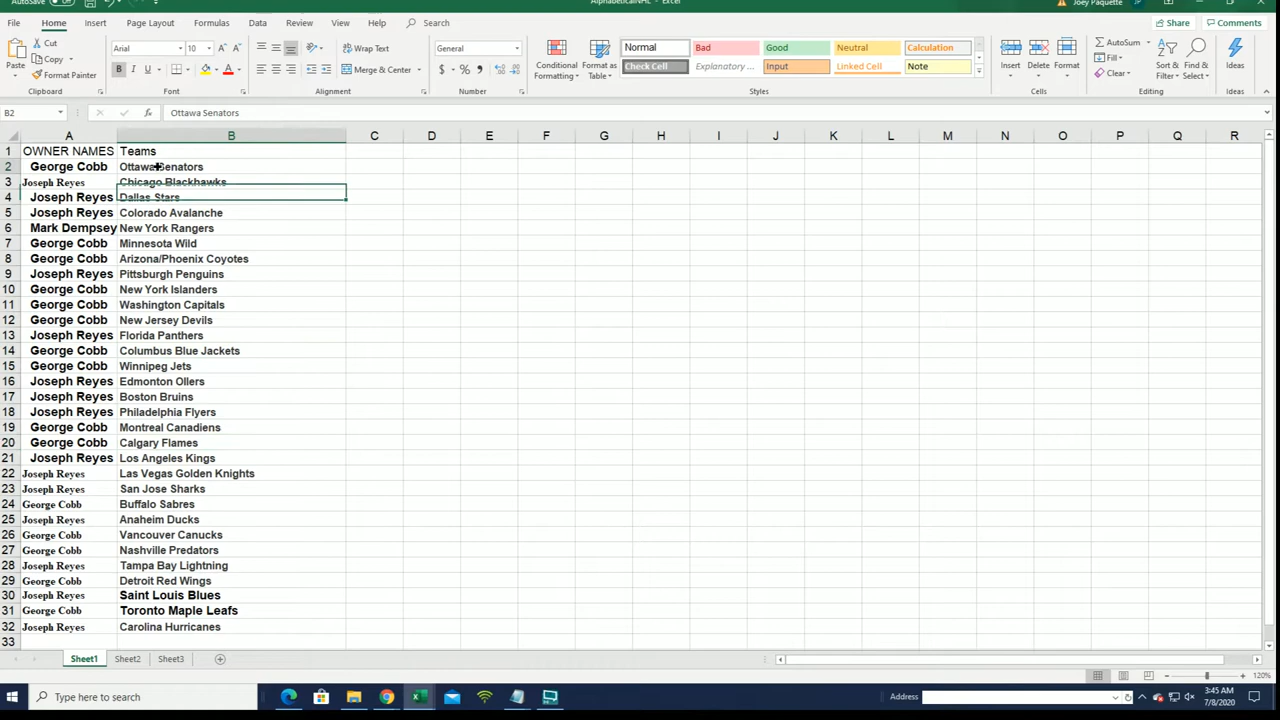 AutoSave
AlphabeticalNHL - Excel
Joey Paquette
JP
File Home Insert Page Layout Formulas Data Review View Help Search
Share Comments
Paste
Cut
Copy
Format Painter
Clipboard
Arial 10
B I U
Font
Wrap Text
Merge & Center
Alignment
General
$ % ,
Number
Conditional Formatting
Format as Table
Normal Bad Good Neutral Calculation
Check Cell Explanatory ... Input Linked Cell Note
Styles
Insert Delete Format
Cells
AutoSum
Fill
Clear
Sort & Filter
Find & Select
Editing
Ideas
Ideas
B2 fx Ottawa Senators
A B C D E F G H I J K L M N O P Q R
1 OWNER NAMES Teams
2 George Cobb Ottawa Senators
3 Joseph Reyes Chicago Blackhawks
4 Joseph Reyes Dallas Stars
5 Joseph Reyes Colorado Avalanche
6 Mark Dempsey New York Rangers
7 George Cobb Minnesota Wild
8 George Cobb Arizona/Phoenix Coyotes
9 Joseph Reyes Pittsburgh Penguins
10 George Cobb New York Islanders
11 George Cobb Washington Capitals
12 George Cobb New Jersey Devils
13 Joseph Reyes Florida Panthers
14 George Cobb Columbus Blue Jackets
15 George Cobb Winnipeg Jets
16 Joseph Reyes Edmonton Ollers
17 Joseph Reyes Boston Bruins
18 Joseph Reyes Philadelphia Flyers
19 George Cobb Montreal Canadiens
20 George Cobb Calgary Flames
21 Joseph Reyes Los Angeles Kings
22 Joseph Reyes Las Vegas Golden Knights
23 Joseph Reyes San Jose Sharks
24 George Cobb Buffalo Sabres
25 Joseph Reyes Anaheim Ducks
26 George Cobb Vancouver Canucks
27 George Cobb Nashville Predators
28 Joseph Reyes Tampa Bay Lightning
29 George Cobb Detroit Red Wings
30 Joseph Reyes Saint Louis Blues
31 George Cobb Toronto Maple Leafs
32 Joseph Reyes Carolina Hurricanes
33
Sheet1 Sheet2 Sheet3
120%
Type here to search
Address
3:45 AM
7/8/2020